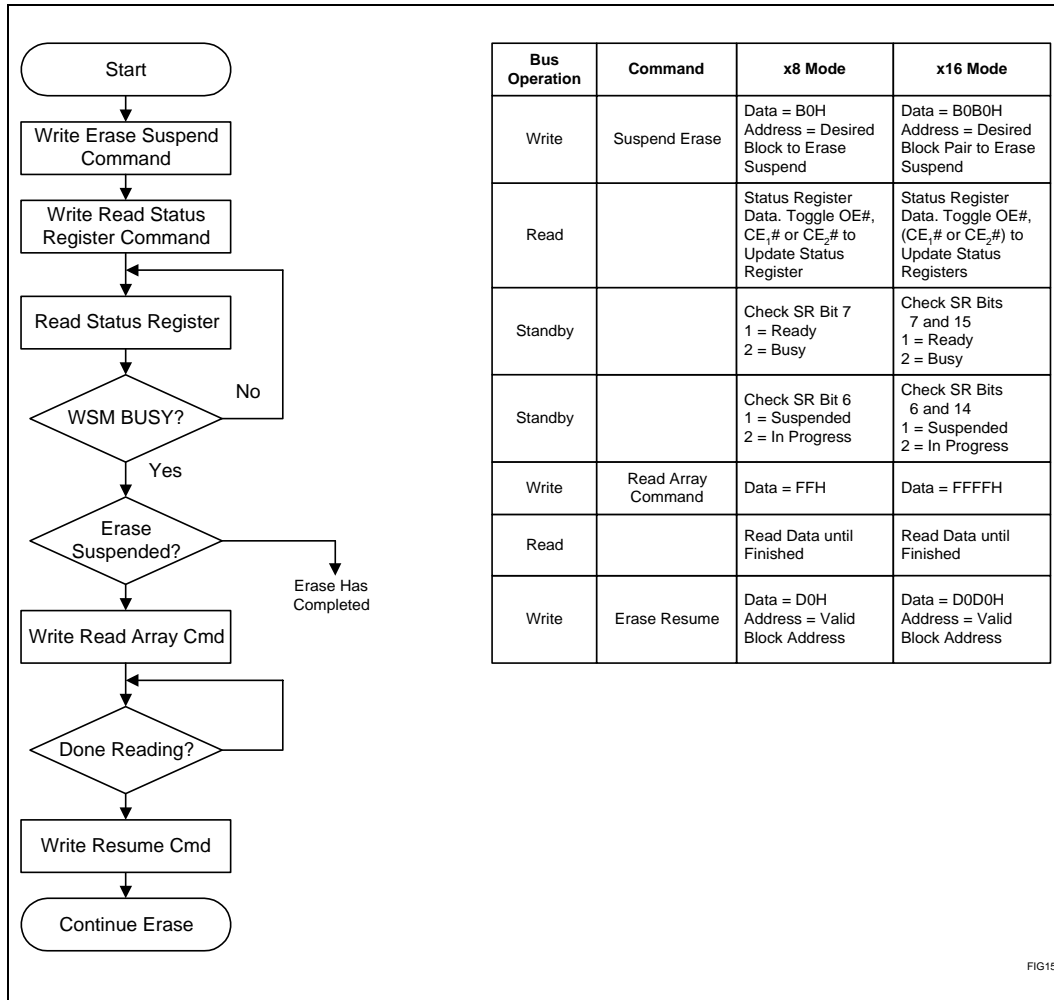 Start
Write Erase Suspend
Command
Write Read Status
Register Command
Read Status Register
WSM BUSY?
No
Yes
Erase
Suspended?
Erase Has
Completed
Write Read Array Cmd
Done Reading?
Write Resume Cmd
Continue Erase
Bus
Operation
Command
x8 Mode
x16 Mode
Write
Suspend Erase
Data = B0H
Address = Desired
Block to Erase
Suspend
Data = B0B0H
Address = Desired
Block Pair to Erase
Suspend
Read
Status Register
Data. Toggle OE#,
CE1# or CE2# to
Update Status
Register
Status Register
Data. Toggle OE#,
(CE1# or CE2#) to
Update Status
Registers
Standby
Check SR Bit 7
1 = Ready
2 = Busy
Check SR Bits
7 and 15
1 = Ready
2 = Busy
Standby
Check SR Bit 6
1 = Suspended
2 = In Progress
Check SR Bits
6 and 14
1 = Suspended
2 = In Progress
Write
Read Array
Command
Data = FFH
Data = FFFFH
Read
Read Data until
Finished
Read Data until
Finished
Write
Erase Resume
Data = D0H
Address = Valid
Block Address
Data = D0D0H
Address = Valid
Block Address
FIG15